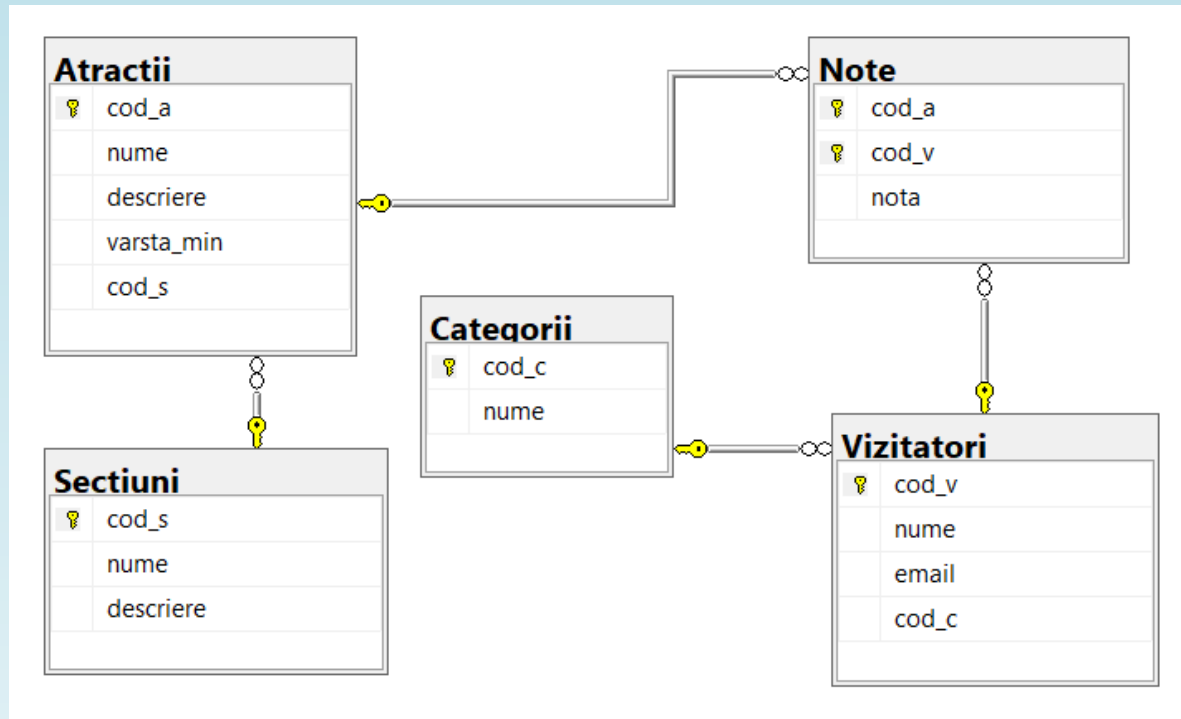 Atractii
cod_a
nume
descriere
varsta_min
cod_s
Note
cod_a
cod_v
nota
Categorii
cod_c
nume
Sectiuni
cod_s
nume
descriere
Vizitatori
cod_v
nume
email
cod_c